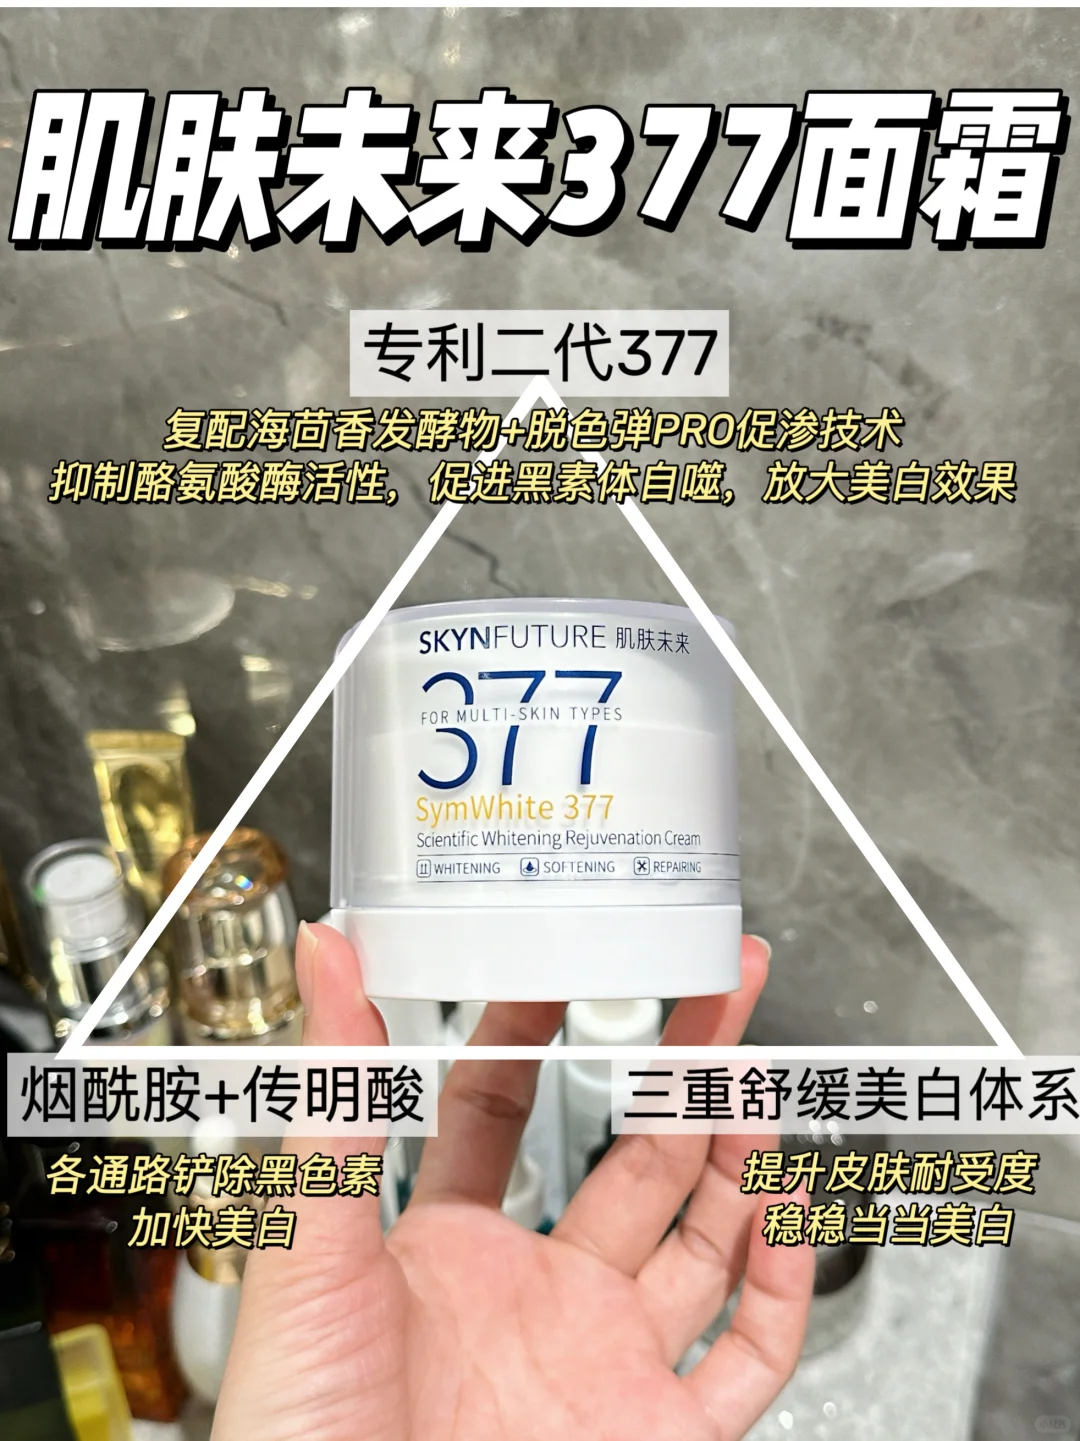 肌肤未来377面霜
专利二代377
复配海茴香发酵物+脱色弹PRO促渗技术
抑制酪氨酸酶活性，促进黑素体自噬，放大美白效果
SKYNFUTURE 肌肤未来
377
FOR MULTI-SKIN TYPES
377
SymWhite 377
Scientific Whitening Rejuvenation Cream
WHITENING SOFTENING REPAIRING
烟酰胺+传明酸
三重舒缓美白体系
各通路铲除黑色素
加快美白
提升皮肤耐受度
稳稳当当美白